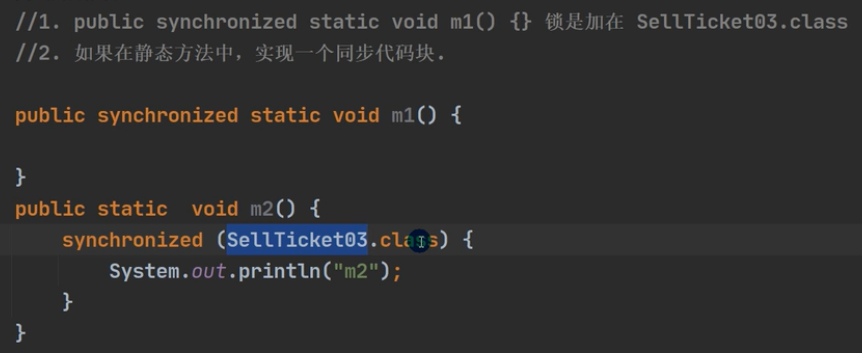 //1. public synchronized static void m1() {} 锁是加在 SellTicket03.class
//2. 如果在静态方法中，实现一个同步代码块.
public synchronized static void m1() {
}
public static  void m2() {
synchronized (SellTicket03.class) {
System.out.println("m2");
}
}